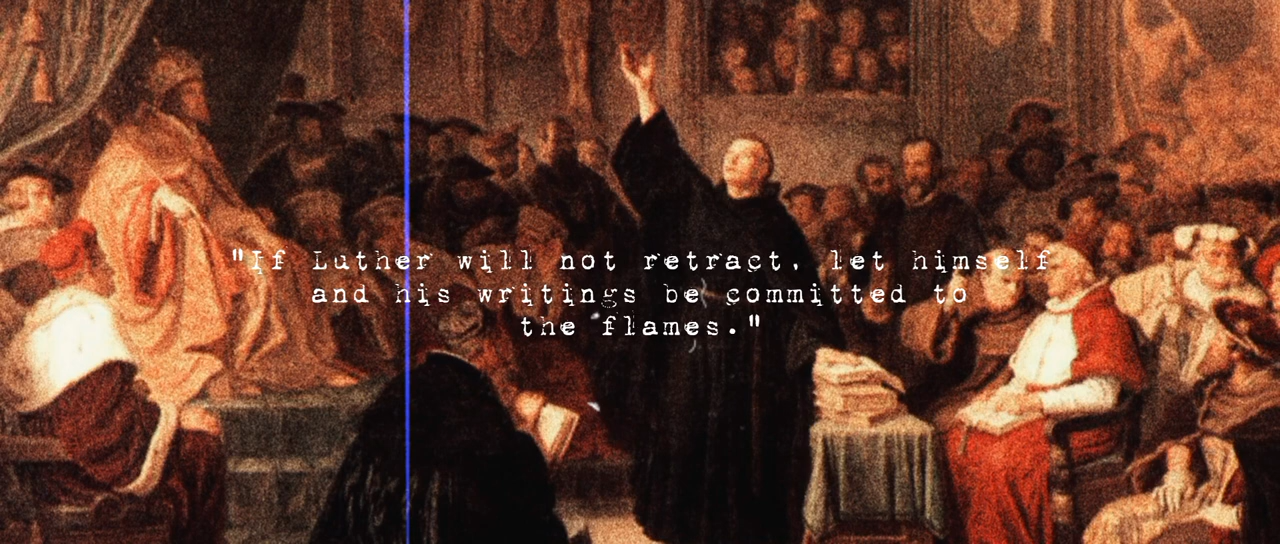 "If Luther will not retract, let himself
and his writings be committed to
the flames."